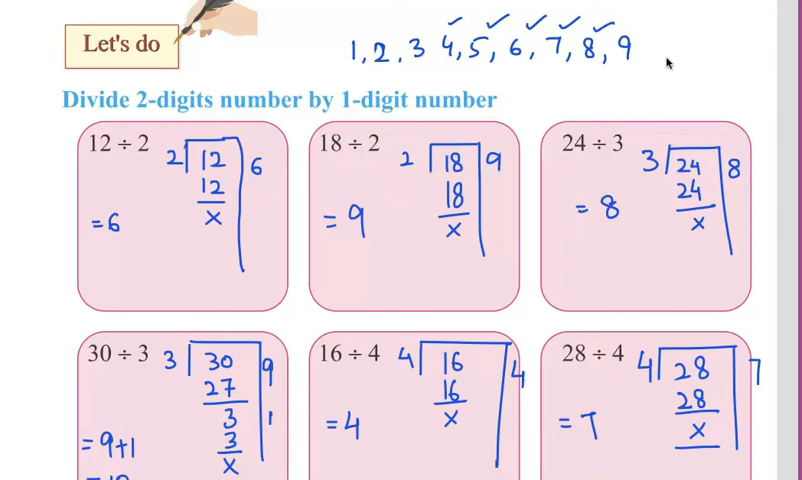 Let's do
1, 2, 3 4, 5, 6, 7, 8, 9
Divide 2-digits number by 1-digit number
12 ÷ 2
2 12 6
12
x
= 6
18 ÷ 2
2 18 9
18
x
= 9
24 ÷ 3
3 24 8
24
x
= 8
30 ÷ 3
3 30 9
27
3 1
3
x
= 9+1
= 10
16 ÷ 4
4 16 4
16
x
= 4
28 ÷ 4
4 28 7
28
x
= 7